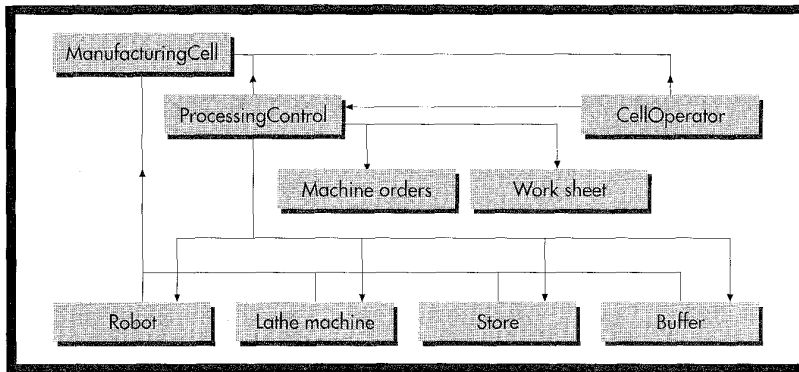 ManufacturingCell
ProcessingControl
CellOperator
Machine orders
Work sheet
Robot
Lathe machine
Store
Buffer